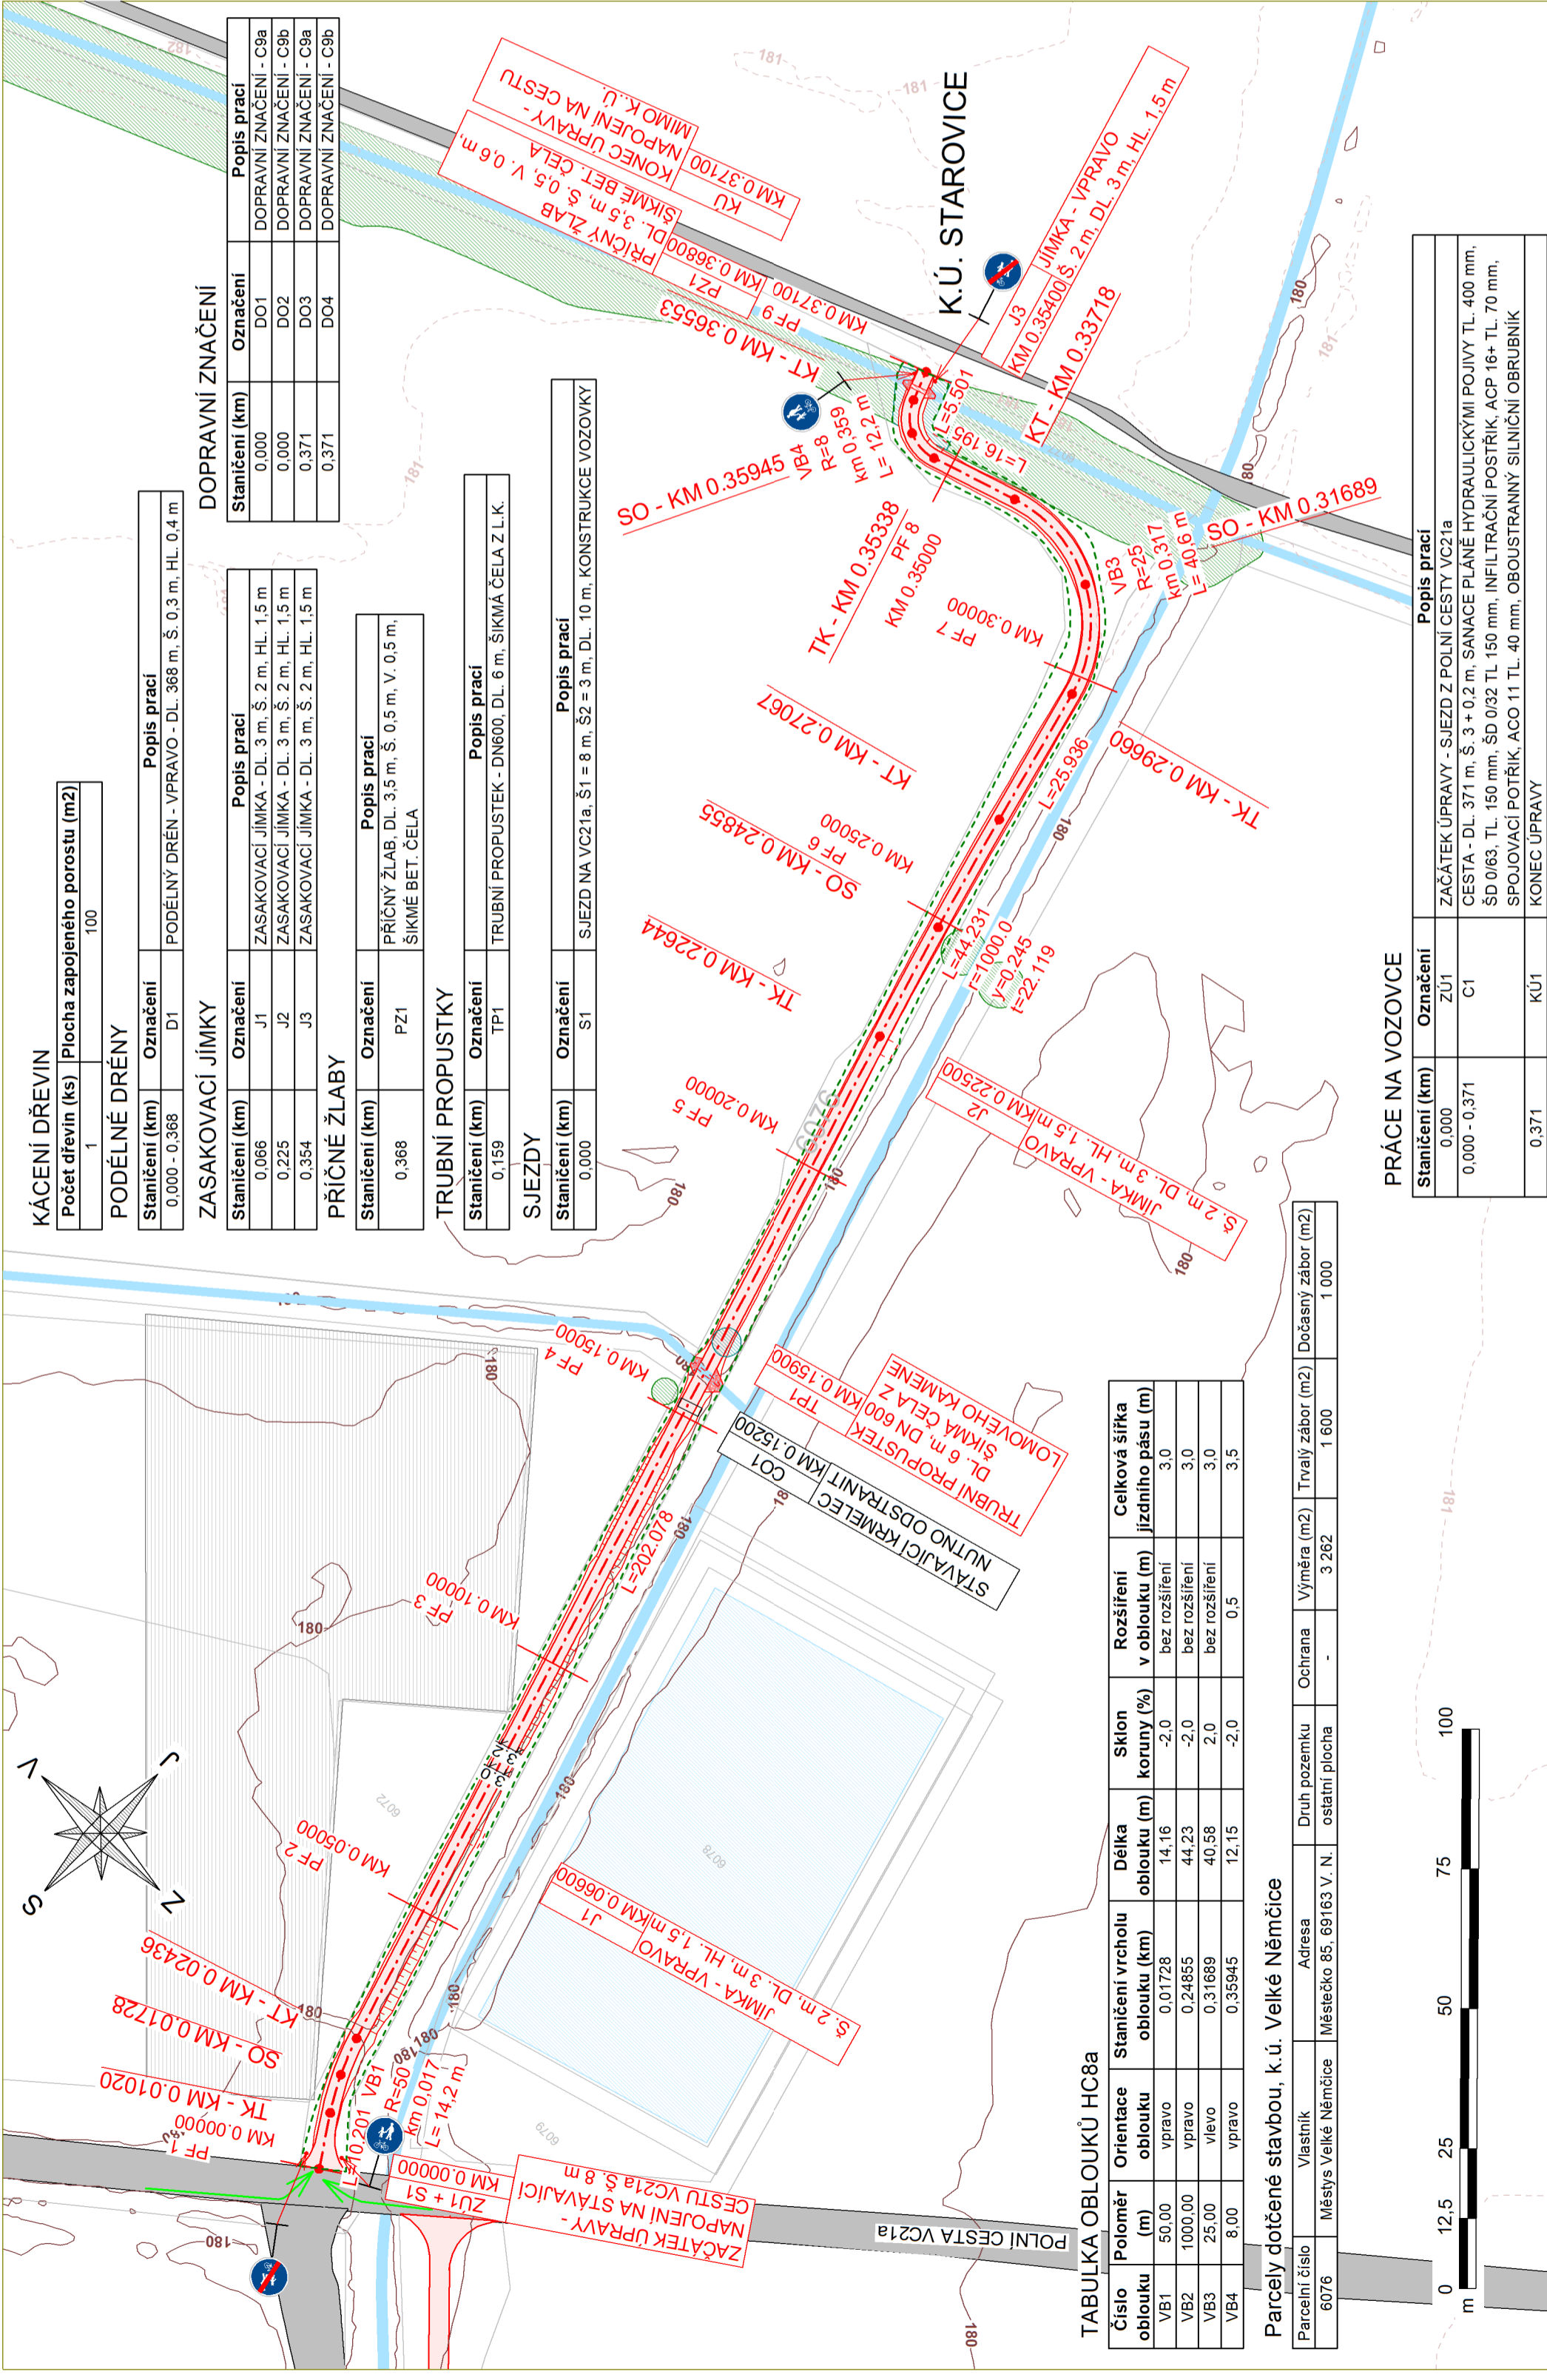 KÁCENÍ DŘEVIN
Počet dřevin (ks) Plocha zapojeného porostu (m2)
1 100
PODÉLNÉ DRÉNY
Staničení (km) Označení Popis prací
0,000 - 0,368 D1 PODÉLNÝ DRÉN - VPRAVO - DL. 368 m, Š. 0,3 m, HL. 0,4 m
ZASAKOVACÍ JÍMKY
Staničení (km) Označení Popis prací
0,066 J1 ZASAKOVACÍ JÍMKA - DL. 3 m, Š. 2 m, HL. 1,5 m
0,225 J2 ZASAKOVACÍ JÍMKA - DL. 3 m, Š. 2 m, HL. 1,5 m
0,354 J3 ZASAKOVACÍ JÍMKA - DL. 3 m, Š. 2 m, HL. 1,5 m
PŘÍČNÉ ŽLABY
Staničení (km) Označení Popis prací
0,368 PZ1 PŘÍČNÝ ŽLAB, DL. 3,5 m, Š. 0,5 m, V. 0,5 m,
ŠIKMÉ BET. ČELA
TRUBNÍ PROPUSTKY
Staničení (km) Označení Popis prací
0,159 TP1 TRUBNÍ PROPUSTEK - DN600, DL. 6 m, ŠIKMÁ ČELA Z L.K.
SJEZDY
Staničení (km) Označení Popis prací
0,000 S1 SJEZD NA VC21a, Š1 = 8 m, Š2 = 3 m, DL. 10 m, KONSTRUKCE VOZOVKY
DOPRAVNÍ ZNAČENÍ
Staničení (km) Označení Popis prací
0,000 DO1 DOPRAVNÍ ZNAČENÍ - C9a
0,000 DO2 DOPRAVNÍ ZNAČENÍ - C9b
0,371 DO3 DOPRAVNÍ ZNAČENÍ - C9a
0,371 DO4 DOPRAVNÍ ZNAČENÍ - C9b
S
V
J
Z
PF 1
KM 0.00000
TK - KM 0.01020
SO - KM 0.01728
KT - KM 0.02436
L=10.201
VB1
R=50
km 0,017
L= 14,2 m
ZÚ1 + S1
KM 0.00000
ZAČÁTEK ÚPRAVY -
NAPOJENÍ NA STÁVAJÍCÍ
CESTU VC21a Š. 8 m
POLNÍ CESTA VC21a
PF 2
KM 0.05000
3.0
3.2
J1
KM 0.06600
JÍMKA - VPRAVO
Š. 2 m, DL. 3 m, HL. 1,5 m
6072
6078
6079
6076
PF 3
KM 0.10000
L=202.078
PF 4
KM 0.15000
CO1
KM 0.15200
STÁVAJÍCÍ KRMELEC
NUTNO ODSTRANIT
TP1
KM 0.15900
TRUBNÍ PROPUSTEK
DL. 6 m, DN 600
ŠIKMÁ ČELA Z
LOMOVÉHO KAMENE
PF 5
KM 0.20000
J2
KM 0.22500
JÍMKA - VPRAVO
Š. 2 m, DL. 3 m, HL. 1,5 m
TK - KM 0.22644
SO - KM 0.24855
PF 6
KM 0.25000
KT - KM 0.27067
L=44.231
r=1000.0
y=0.245
t=22.119
L=25.936
TK - KM 0.29660
PF 7
KM 0.30000
VB3
R=25
km 0,317
L= 40,6 m
SO - KM 0.31689
KT - KM 0.33718
L=16.195
PF 8
KM 0.35000
TK - KM 0.35338
SO - KM 0.35945
VB4
R=8
km 0,359
L= 12,2 m
L=5.501
J3
KM 0.35400
JÍMKA - VPRAVO
Š. 2 m, DL. 3 m, HL. 1,5 m
KT - KM 0.36553
PF 9
KM 0.37100
PZ1
KM 0.36800
PŘÍČNÝ ŽLAB
DL. 3,5 m, Š. 0,5, V. 0,6 m,
ŠIKMÉ BET. ČELA
KÚ
KM 0.37100
KONEC ÚPRAVY -
NAPOJENÍ NA CESTU
MIMO K.Ú.
K.Ú. STAROVICE
180
180
180
180
180
180
180
180
180
180
180
180
180
180
181
181
181
181
181
182
TABULKA OBLOUKŮ HC8a
Číslo oblouku Poloměr (m) Orientace oblouku Staničení vrcholu oblouku (km) Délka oblouku (m) Sklon koruny (%) Rozšíření v oblouku (m) Celková šířka jízdního pásu (m)
VB1 50,00 vpravo 0,01728 14,16 -2,0 bez rozšíření 3,0
VB2 1000,00 vpravo 0,24855 44,23 -2,0 bez rozšíření 3,0
VB3 25,00 vlevo 0,31689 40,58 2,0 bez rozšíření 3,0
VB4 8,00 vpravo 0,35945 12,15 -2,0 0,5 3,5
Parcely dotčené stavbou, k.ú. Velké Němčice
Parcelní číslo Vlastník Adresa Druh pozemku Ochrana Výměra (m2) Trvalý zábor (m2) Dočasný zábor (m2)
6076 Městys Velké Němčice Městečko 85, 69163 V. N. ostatní plocha - 3 262 1 600 1 000
0 12,5 25 50 75 100
m
PRÁCE NA VOZOVCE
Staničení (km) Označení Popis prací
0,000 ZÚ1 ZAČÁTEK ÚPRAVY - SJEZD Z POLNÍ CESTY VC21a
0,000 - 0,371 C1 CESTA - DL. 371 m, Š. 3 + 0,2 m, SANACE PLÁNĚ HYDRAULICKÝMI POJIVY TL. 400 mm,
ŠD 0/63, TL. 150 mm, ŠD 0/32 TL 150 mm, INFILTRAČNÍ POSTŘIK, ACP 16+ TL. 70 mm,
SPOJOVACÍ POTŘIK, ACO 11 TL. 40 mm, OBOUSTRANNÝ SILNIČNÍ OBRUBNÍK
0,371 KÚ1 KONEC ÚPRAVY